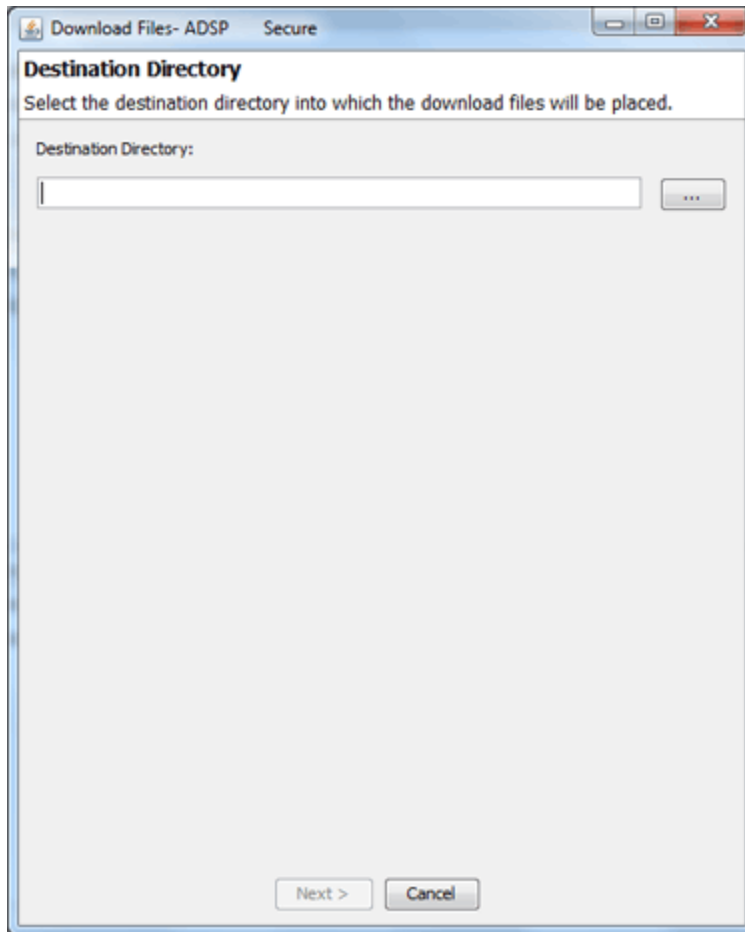 Download Files- ADSP Secure
Destination Directory
Select the destination directory into which the download files will be placed.
Destination Directory:
...
Next > Cancel